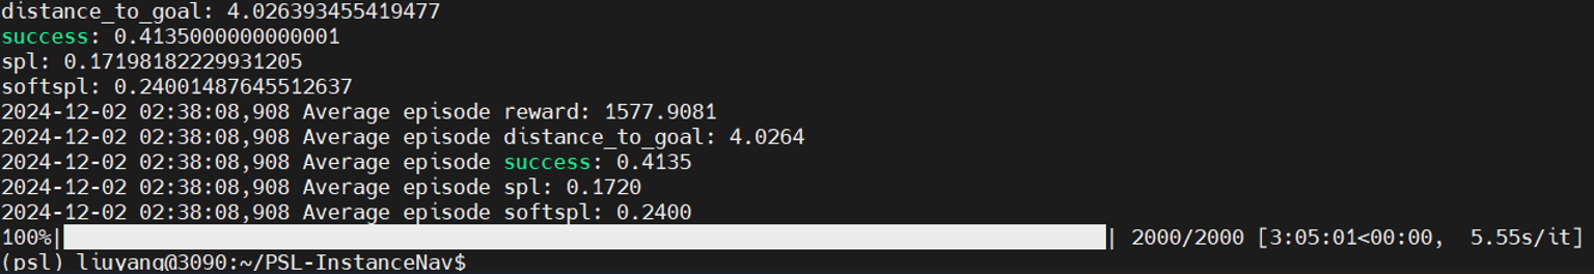 distance_to_goal: 4.026393455419477
success: 0.4135000000000001
spl: 0.17198182229931205
softspl: 0.24001487645512637
2024-12-02 02:38:08,908 Average episode reward: 1577.9081
2024-12-02 02:38:08,908 Average episode distance_to_goal: 4.0264
2024-12-02 02:38:08,908 Average episode success: 0.4135
2024-12-02 02:38:08,908 Average episode spl: 0.1720
2024-12-02 02:38:08,908 Average episode softspl: 0.2400
100%|| 2000/2000 [3:05:01<00:00,  5.55s/it]
(psl) liuyang@3090:~/PSL-InstanceNav$